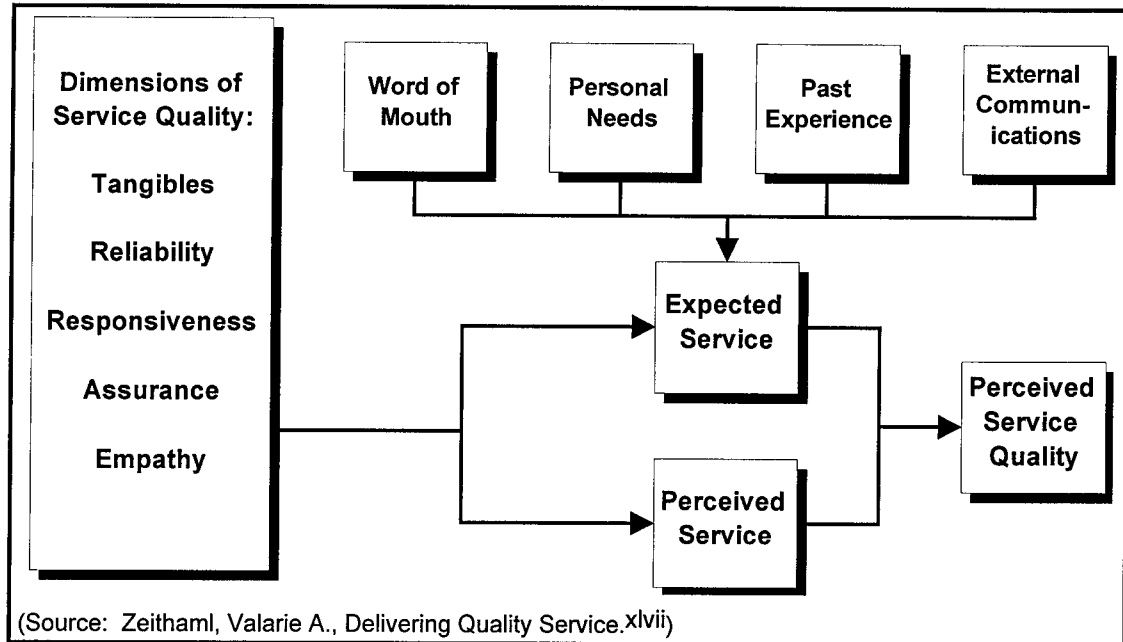 Dimensions of
Service Quality:
Tangibles
Reliability
Responsiveness
Assurance
Empathy
Word of
Mouth
Personal
Needs
Past
Experience
External
Commun-
ications
Expected
Service
Perceived
Service
Perceived
Service
Quality
(Source: Zeithaml, Valarie A., Delivering Quality Service.xlvii)